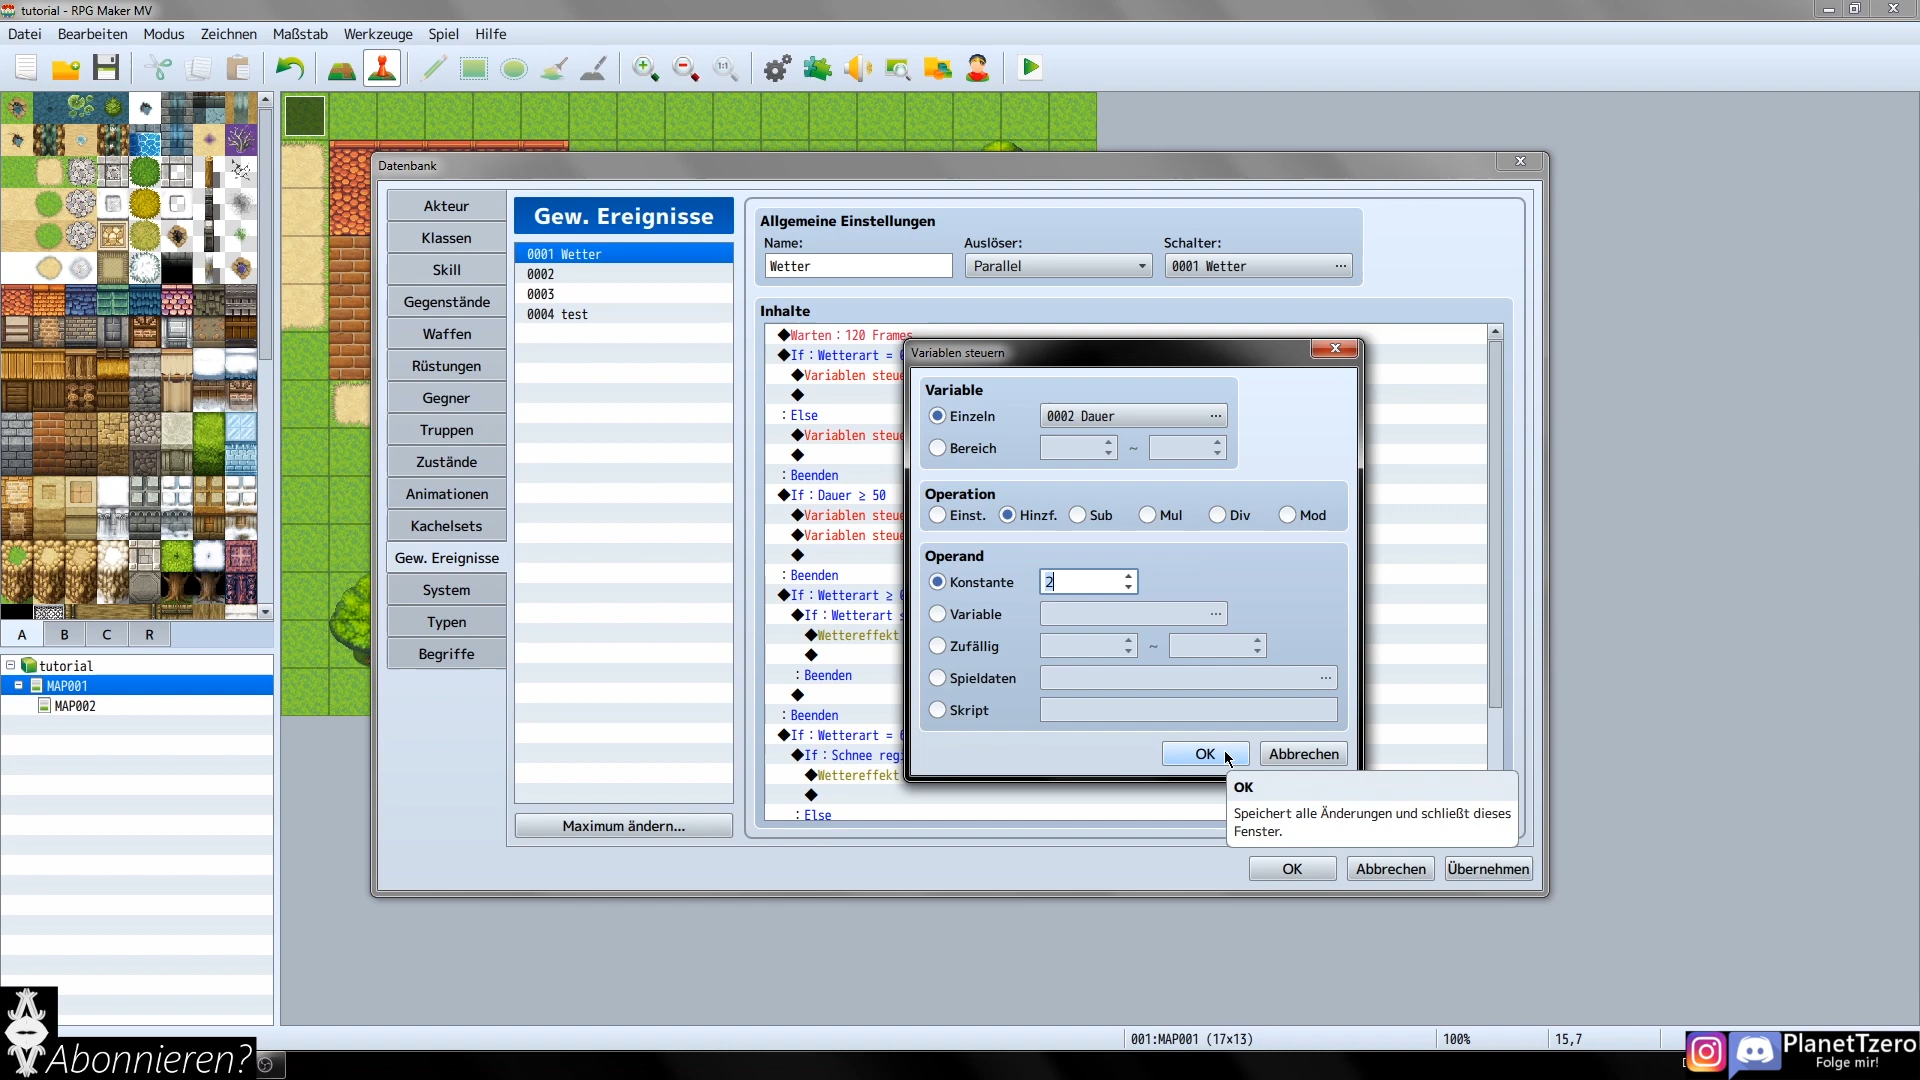 tutorial - RPG Maker MV
Datei Bearbeiten Modus Zeichnen Maßstab Werkzeuge Spiel Hilfe
1:1
Datenbank
Akteur
Klassen
Skill
Gegenstände
Waffen
Rüstungen
Gegner
Truppen
Zustände
Animationen
Kachelsets
Gew. Ereignisse
System
Typen
Begriffe
Gew. Ereignisse
0001 Wetter
0002
0003
0004 test
Maximum ändern...
Allgemeine Einstellungen
Name: Auslöser: Schalter:
Wetter Parallel 0001 Wetter ...
Inhalte
◆Warten：120 Frames
◆If：Wetterart =
◆Variablen steue
◆
：Else
◆Variablen steue
◆
：Beenden
◆If：Dauer ≥ 50
◆Variablen steue
◆Variablen steue
◆
：Beenden
◆If：Wetterart ≥
◆If：Wetterart
◆Wettereffekt
◆
：Beenden
◆
：Beenden
◆If：Wetterart =
◆If：Schnee reg
◆Wettereffekt
◆
：Else
Variablen steuern
Variable
Einzeln 0002 Dauer ...
Bereich ~
Operation
Einst. Hinzf. Sub Mul Div Mod
Operand
Konstante 2
Variable ...
Zufällig ~
Spieldaten ...
Skript
OK Abbrechen
OK
Speichert alle Änderungen und schließt dieses
Fenster.
OK Abbrechen Übernehmen
A B C R
tutorial
MAP001
MAP002
001:MAP001 (17x13) 100% 15,7
Abonnieren?
PlanetTzero
Folge mir!